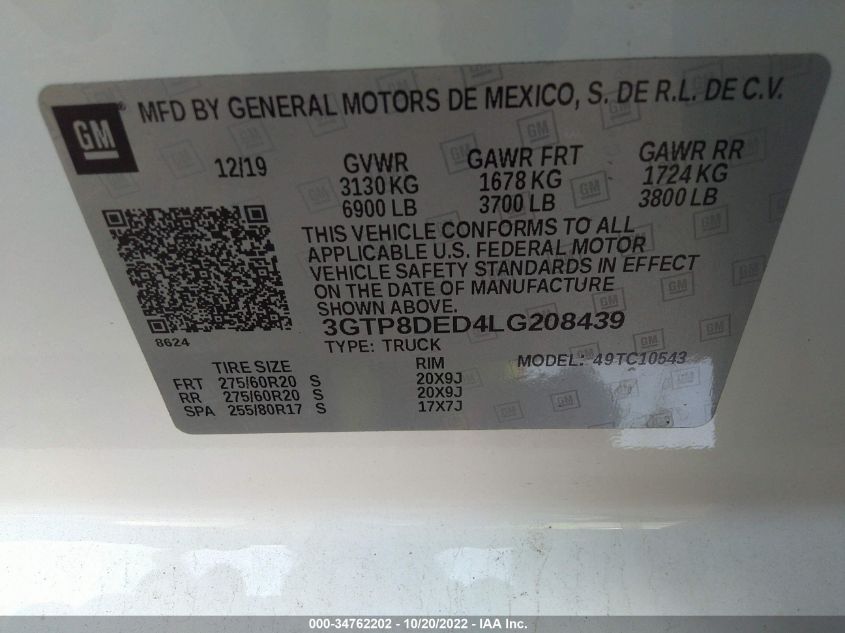 GM ® MFD BY GENERAL MOTORS DE MEXICO, S. DE R.L. DE C.V.
12/19 GVWR GAWR FRT GAWR RR
3130 KG 1678 KG 1724 KG
6900 LB 3700 LB 3800 LB
THIS VEHICLE CONFORMS TO ALL
APPLICABLE U.S. FEDERAL MOTOR
VEHICLE SAFETY STANDARDS IN EFFECT
ON THE DATE OF MANUFACTURE
SHOWN ABOVE.
3GTP8DED4LG208439
8624
TYPE: TRUCK MODEL: 49TC10543
TIRE SIZE RIM
FRT 275/60R20 S 20X9J
RR 275/60R20 S 20X9J
SPA 255/80R17 S 17X7J
000-34762202 - 10/20/2022 - IAA Inc.